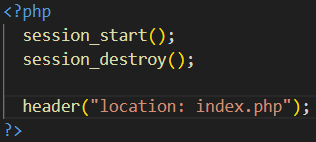 <?php
session_start();
session_destroy();
header("location: index.php");
?>